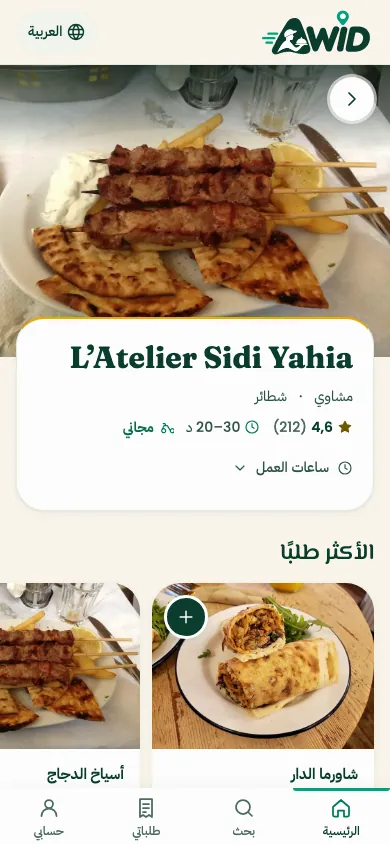 AWID
العربية
L’Atelier Sidi Yahia
مشاوي · شطائر
4,6 (212) 20–30 د مجاني
ساعات العمل
الأكثر طلبًا
شاورما الدار
أسياخ الدجاج
الرئيسية
بحث
طلباتي
حسابي